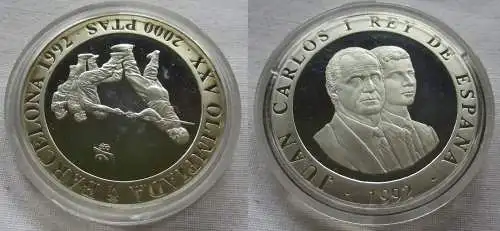 XXV OLIMPIADA
BARCELONA 1992 · 2000 PTAS ·
JUAN CARLOS I REY DE ESPAÑA
· 1992 ·